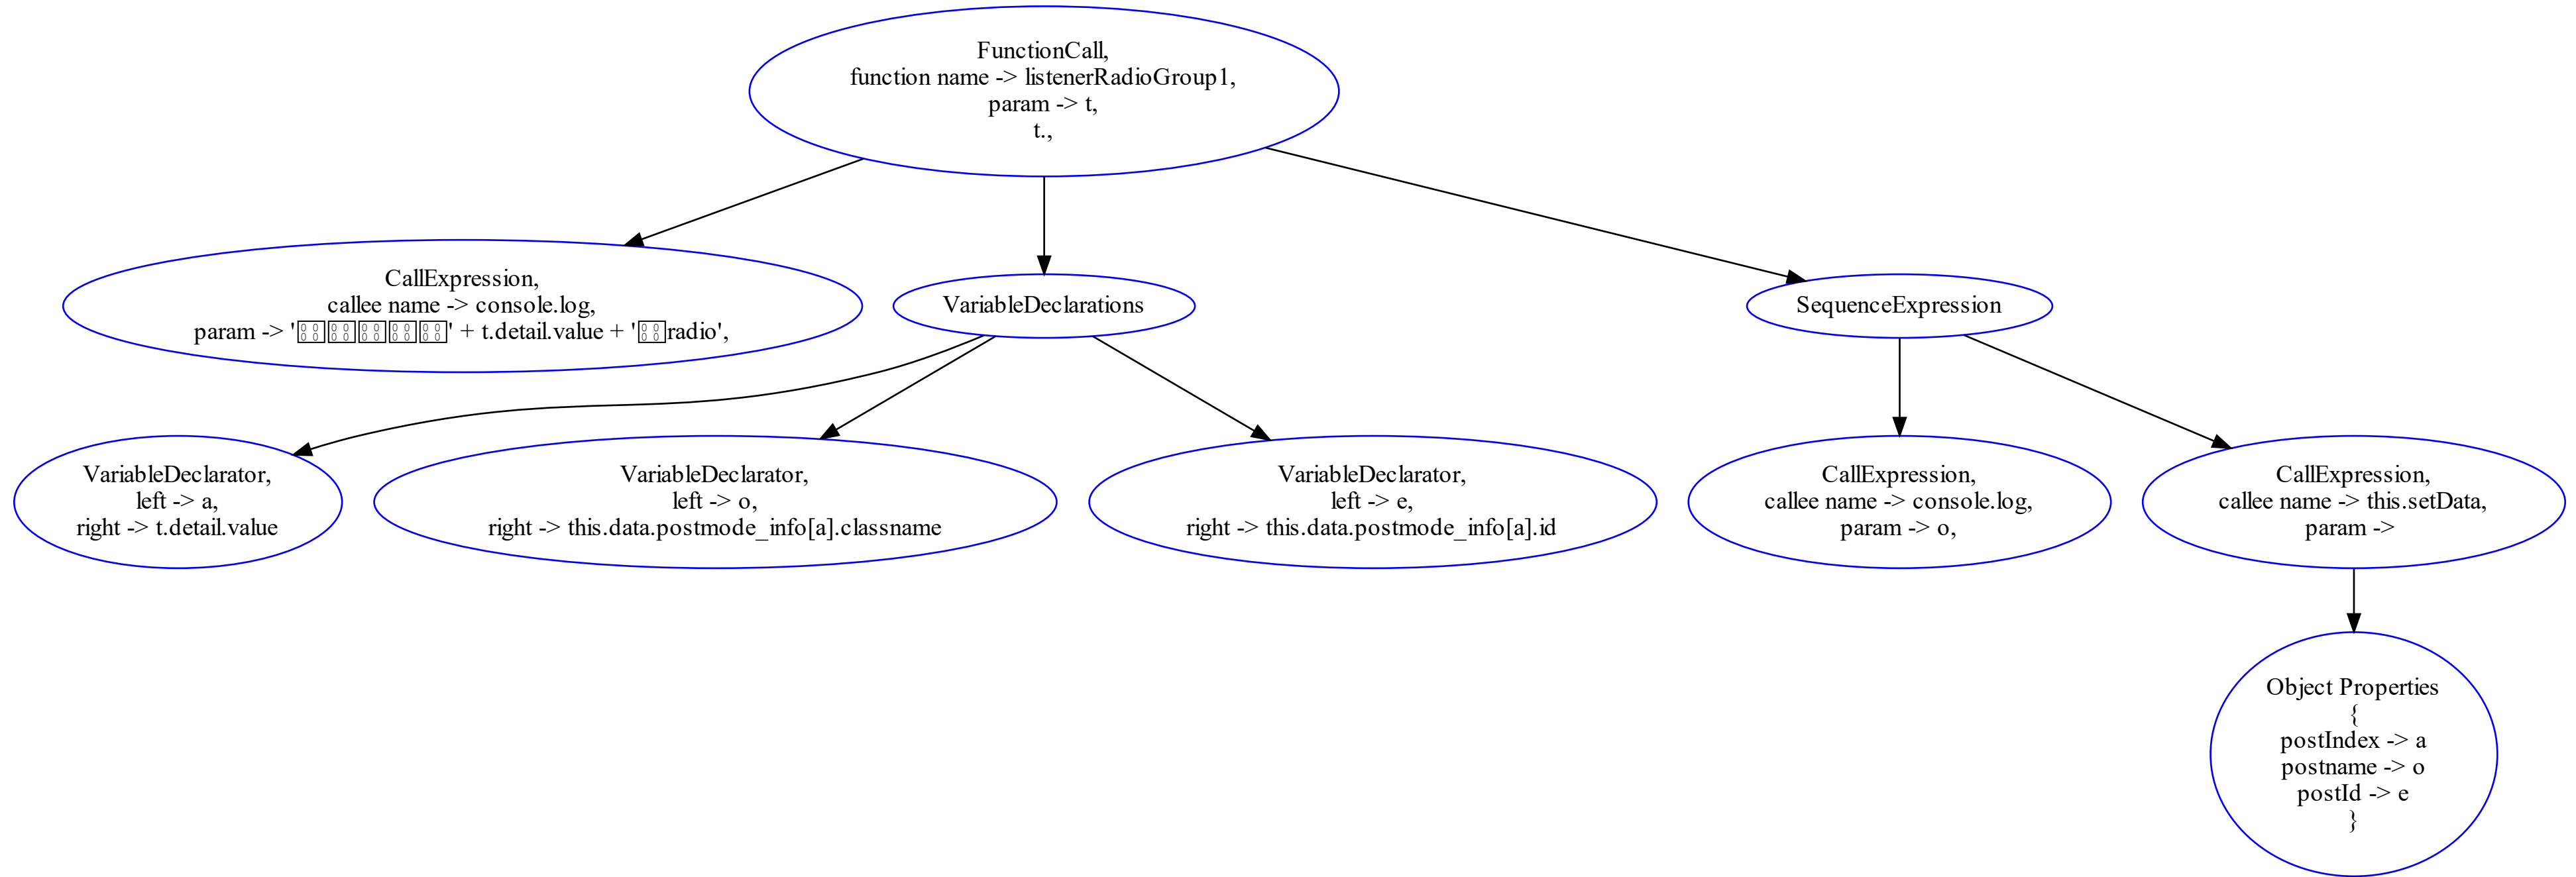 FunctionCall,
function name -> listenerRadioGroup1,
param -> t,
t.,
CallExpression,
callee name -> console.log,
param -> '' + t.detail.value + 'radio',
VariableDeclarations
SequenceExpression
VariableDeclarator,
left -> a,
right -> t.detail.value
VariableDeclarator,
left -> o,
right -> this.data.postmode_info[a].classname
VariableDeclarator,
left -> e,
right -> this.data.postmode_info[a].id
CallExpression,
callee name -> console.log,
param -> o,
CallExpression,
callee name -> this.setData,
param ->
Object Properties
{
postIndex -> a
postname -> o
postId -> e
}